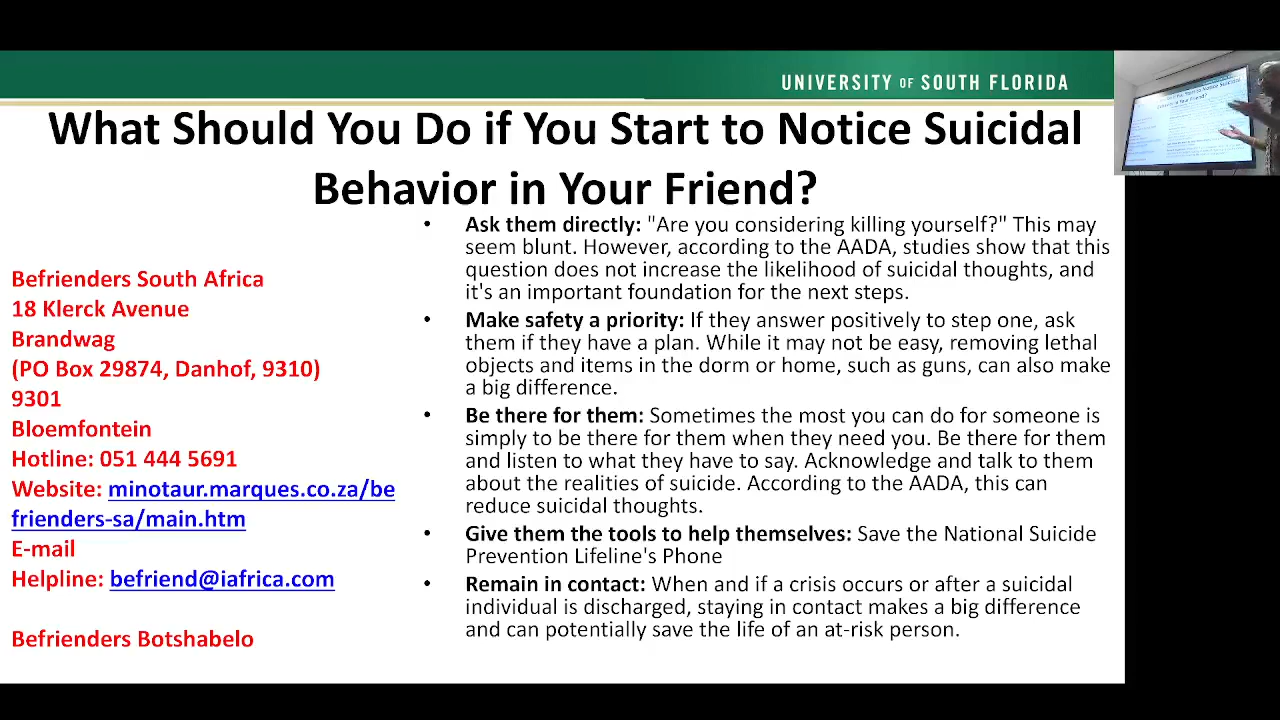 UNIVERSITY OF SOUTH FLORIDA
What Should You Do if You Start to Notice Suicidal
Behavior in Your Friend?
Befrienders South Africa
18 Klerck Avenue
Brandwag
(PO Box 29874, Danhof, 9310)
9301
Bloemfontein
Hotline: 051 444 5691
Website: minotaur.marques.co.za/be
frienders-sa/main.htm
E-mail
Helpline: befriend@iafrica.com
Befrienders Botshabelo
• Ask them directly: "Are you considering killing yourself?" This may
seem blunt. However, according to the AADA, studies show that this
question does not increase the likelihood of suicidal thoughts, and
it's an important foundation for the next steps.
• Make safety a priority: If they answer positively to step one, ask
them if they have a plan. While it may not be easy, removing lethal
objects and items in the dorm or home, such as guns, can also make
a big difference.
• Be there for them: Sometimes the most you can do for someone is
simply to be there for them when they need you. Be there for them
and listen to what they have to say. Acknowledge and talk to them
about the realities of suicide. According to the AADA, this can
reduce suicidal thoughts.
• Give them the tools to help themselves: Save the National Suicide
Prevention Lifeline's Phone
• Remain in contact: When and if a crisis occurs or after a suicidal
individual is discharged, staying in contact makes a big difference
and can potentially save the life of an at-risk person.